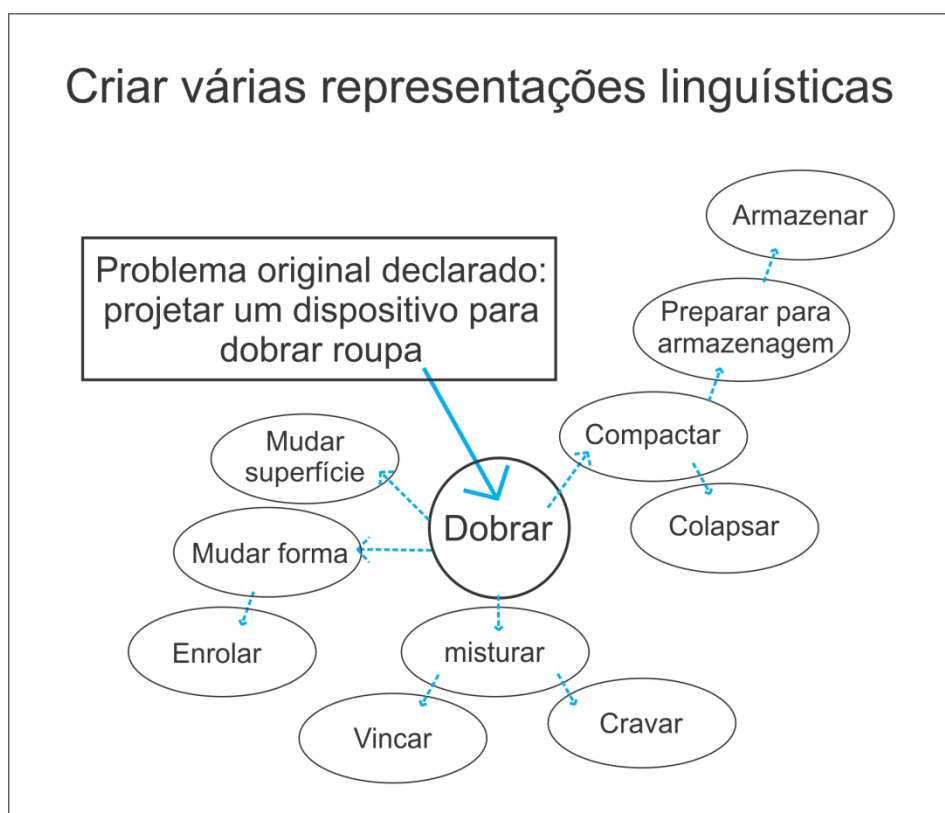 Criar várias representações linguísticas
Armazenar
Problema original declarado:
projetar um dispositivo para
dobrar roupa
Preparar para
armazenagem
Mudar
superfície
Compactar
Dobrar
Colapsar
Mudar forma
Enrolar
misturar
Vincar
Cravar